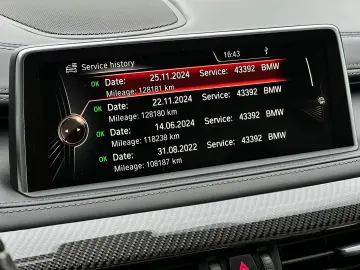 Service history
16:43
OK Date: 25.11.2024 Service: 43392 BMW
Mileage: 128181 km
OK Date: 22.11.2024 Service: 43392 BMW
Mileage: 128180 km
OK Date: 14.06.2024 Service: 43392 BMW
Mileage: 118238 km
OK Date: 31.08.2022 Service: 43392 BMW
Mileage: 108187 km